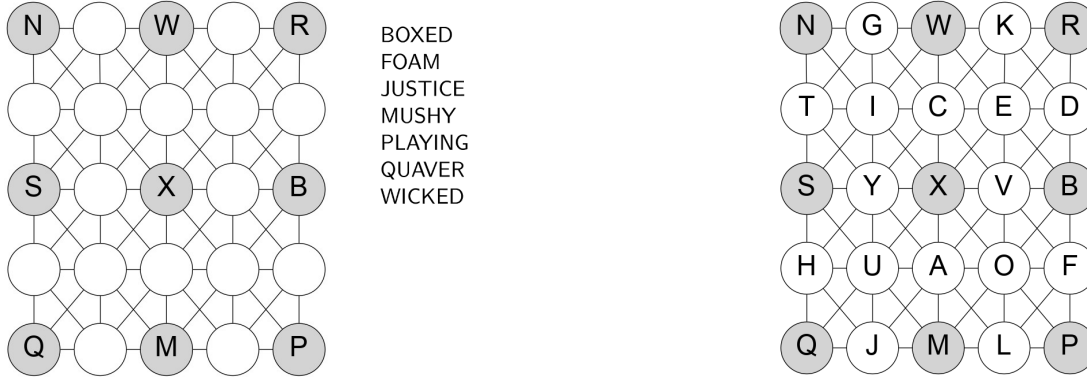 N W R
S X B
Q M P
BOXED
FOAM
JUSTICE
MUSHY
PLAYING
QUAVER
WICKED
N G W K R
T I C E D
S Y X V B
H U A O F
Q J M L P